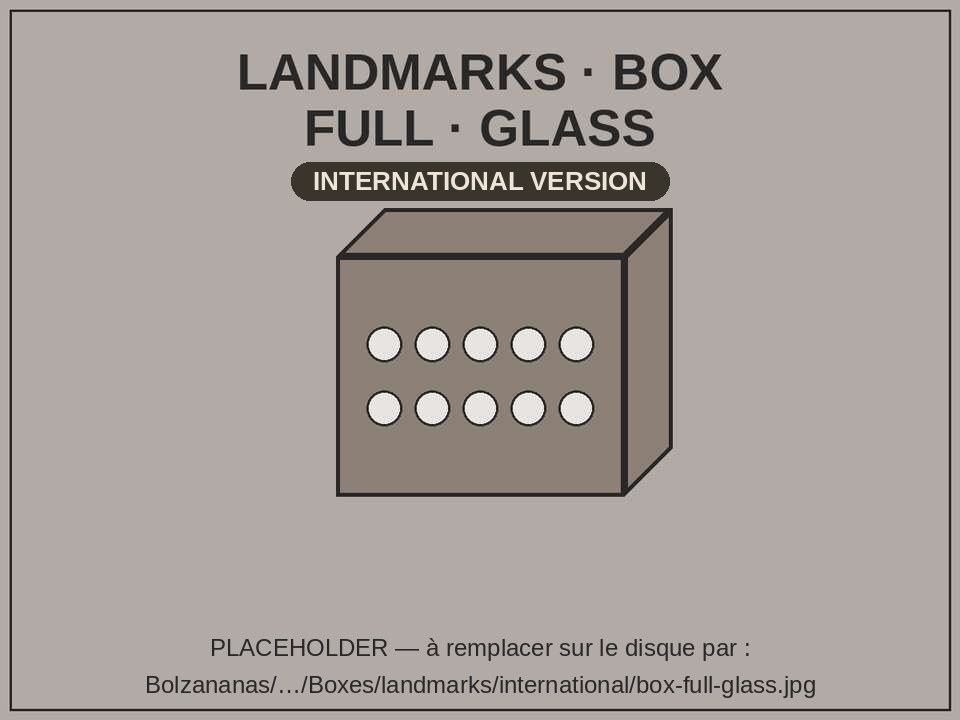 LANDMARKS · BOX
FULL · GLASS
INTERNATIONAL VERSION
PLACEHOLDER — à remplacer sur le disque par :
Bolzananas/…/Boxes/landmarks/international/box-full-glass.jpg